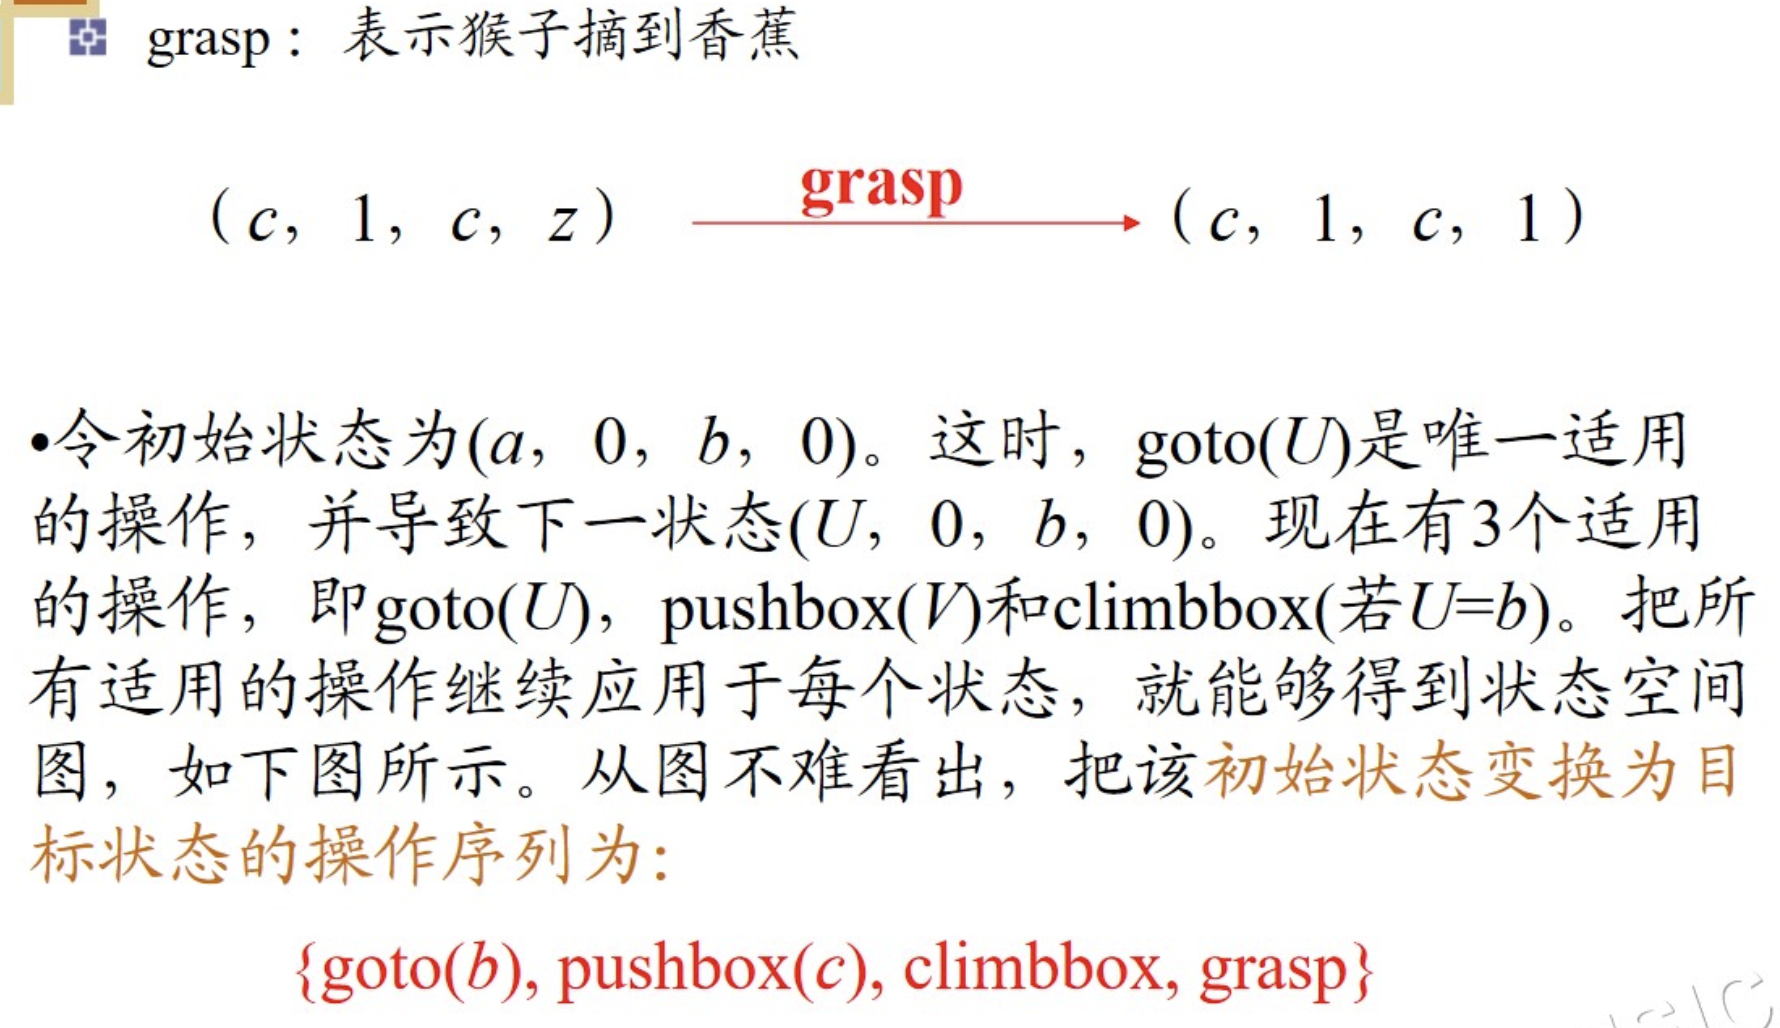 grasp：表示猴子摘到香蕉
grasp
（c，1，c，z）（c，1，c，1）
•令初始状态为(a，0，b，0)。这时，goto(U)是唯一适用
的操作，并导致下一状态(U，0，b，0)。现在有3个适用
的操作，即goto(U)，pushbox(V)和climbbox(若U=b)。把所
有适用的操作继续应用于每个状态，就能够得到状态空间
图，如下图所示。从图不难看出，把该初始状态变换为目
标状态的操作序列为：
{goto(b), pushbox(c), climbbox, grasp}